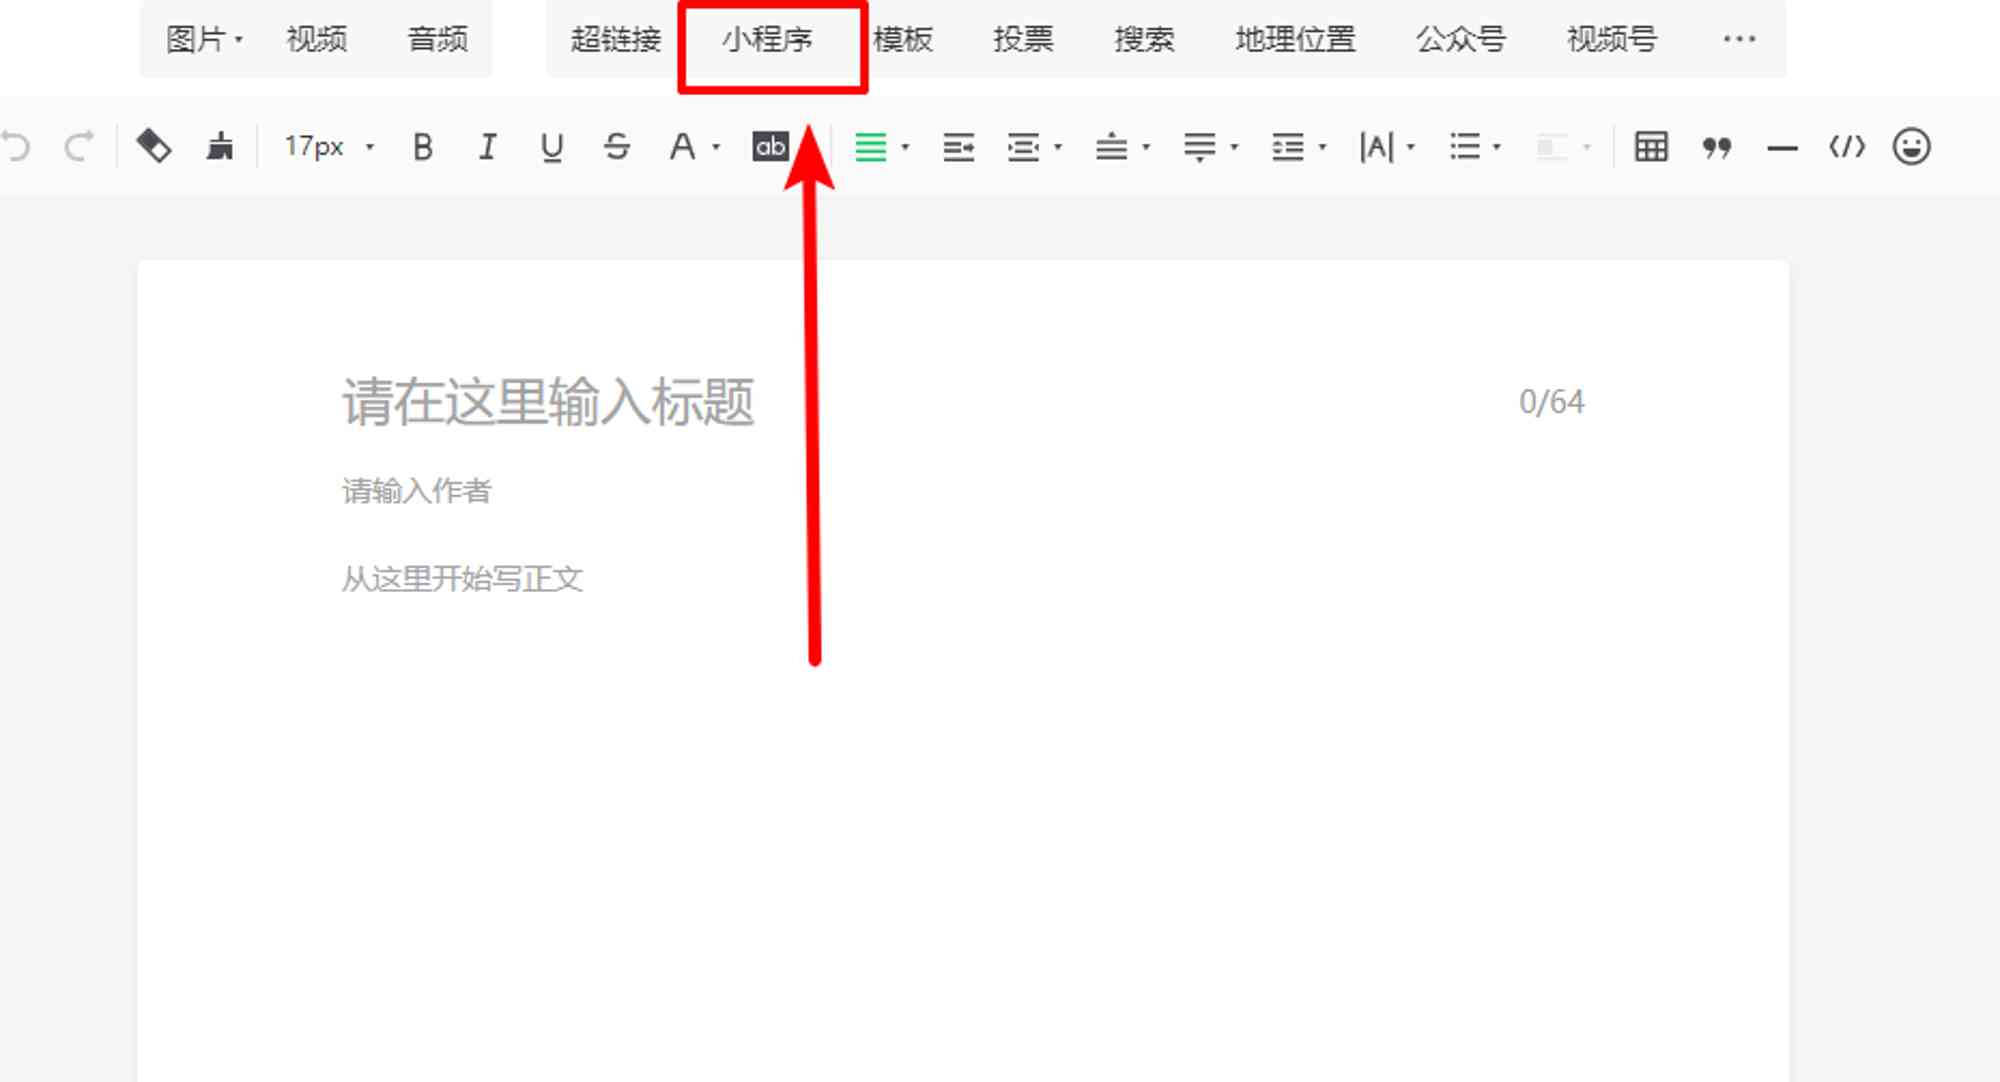 图片 视频 音频 超链接 小程序 模板 投票 搜索 地理位置 公众号 视频号 ···
17px B I U S A ab |A| </>
请在这里输入标题 0/64
请输入作者
从这里开始写正文